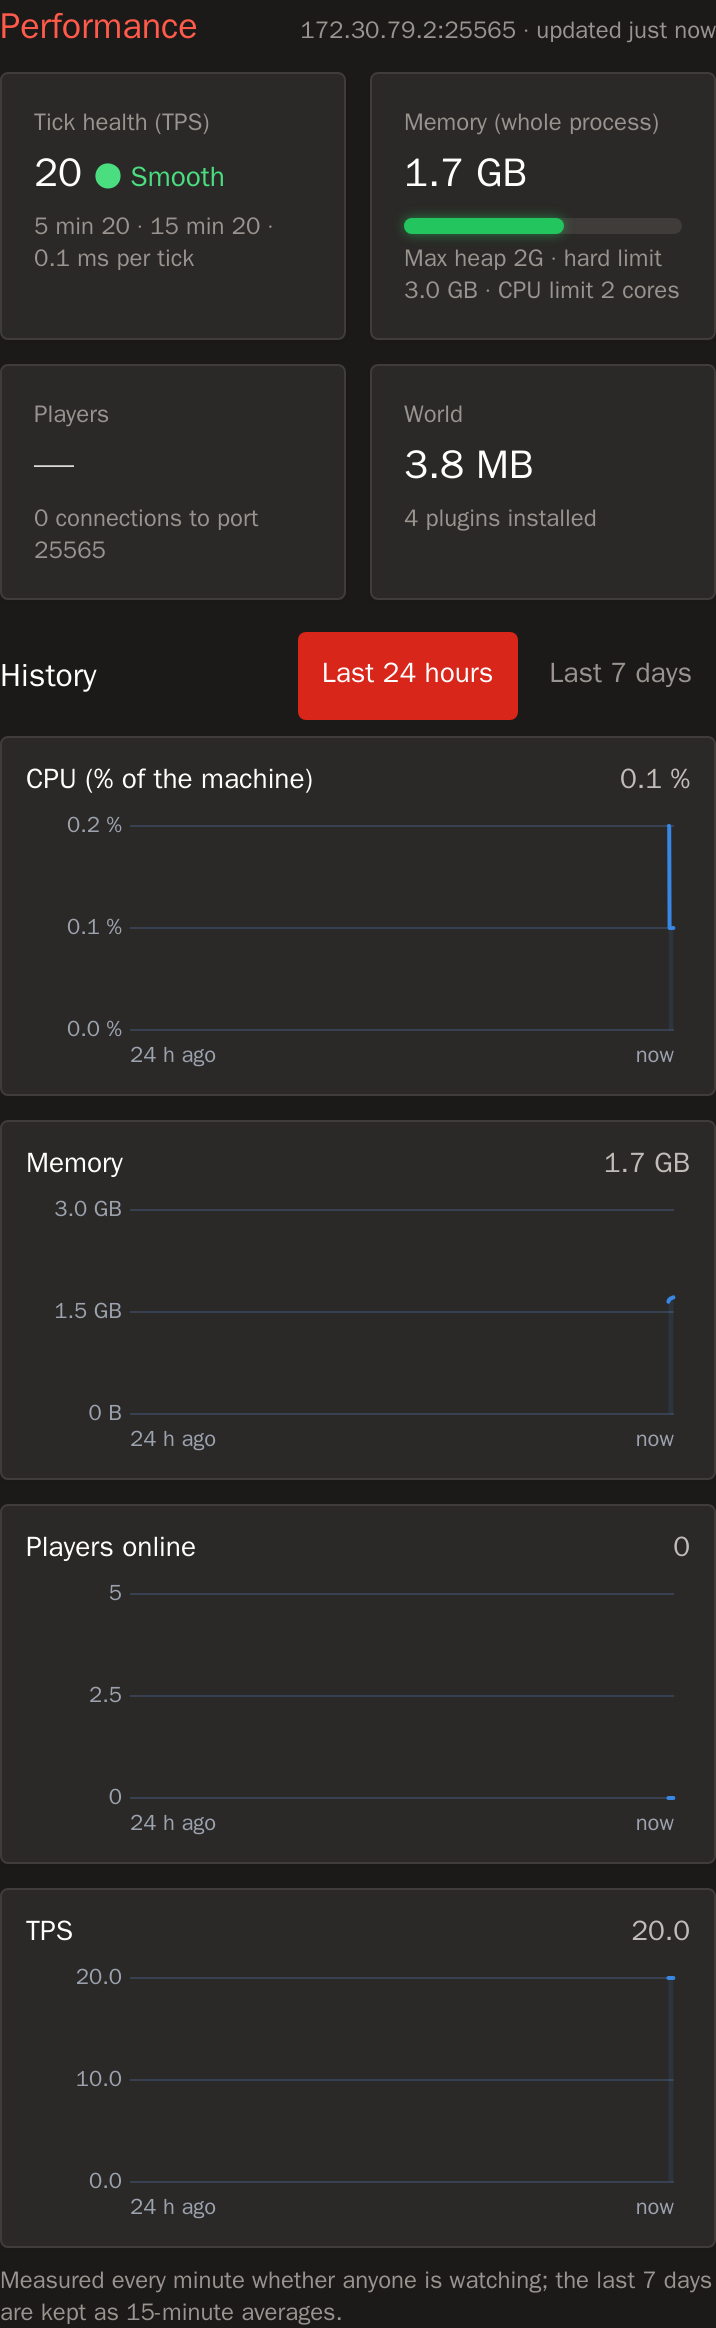 Performance
172.30.79.2:25565 · updated just now
Tick health (TPS)
20 Smooth
5 min 20 · 15 min 20 ·
0.1 ms per tick
Memory (whole process)
1.7 GB
Max heap 2G · hard limit
3.0 GB · CPU limit 2 cores
Players
—
0 connections to port
25565
World
3.8 MB
4 plugins installed
History
Last 24 hours
Last 7 days
CPU (% of the machine)
0.1 %
0.2 %
0.1 %
0.0 %
24 h ago
now
Memory
1.7 GB
3.0 GB
1.5 GB
0 B
24 h ago
now
Players online
0
5
2.5
0
24 h ago
now
TPS
20.0
20.0
10.0
0.0
24 h ago
now
Measured every minute whether anyone is watching; the last 7 days
are kept as 15-minute averages.